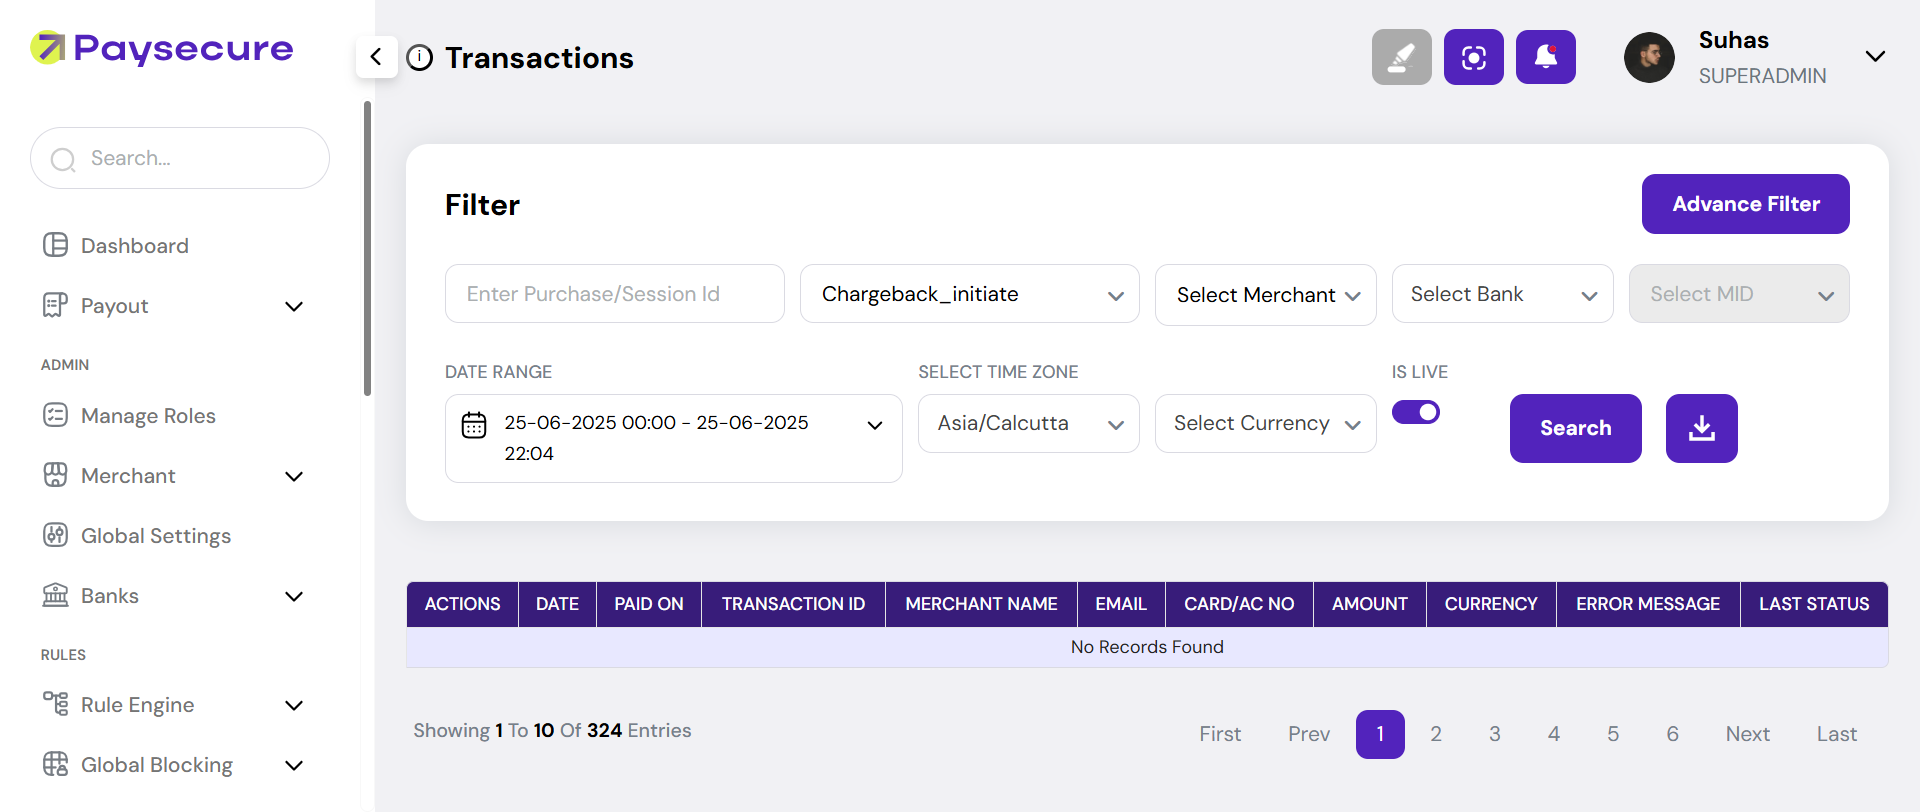 Paysecure
Transactions
Suhas
SUPERADMIN
Search...
Dashboard
Payout
ADMIN
Manage Roles
Merchant
Global Settings
Banks
RULES
Rule Engine
Global Blocking
Filter
Advance Filter
Enter Purchase/Session Id
Chargeback_initiate
Select Merchant
Select Bank
Select MID
DATE RANGE
SELECT TIME ZONE
IS LIVE
25-06-2025 00:00 - 25-06-2025
22:04
Asia/Calcutta
Select Currency
Search
ACTIONS DATE PAID ON TRANSACTION ID MERCHANT NAME EMAIL CARD/AC NO AMOUNT CURRENCY ERROR MESSAGE LAST STATUS
No Records Found
Showing 1 To 10 Of 324 Entries
First Prev 1 2 3 4 5 6 Next Last